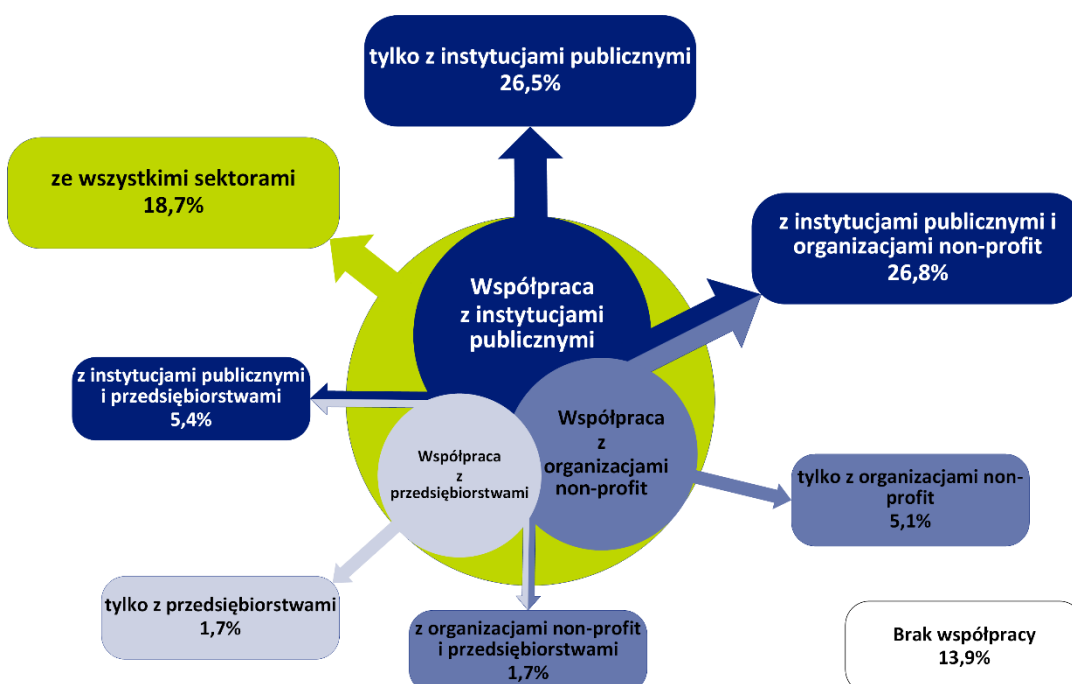 tylko z instytucjami publicznymi
26,5%
ze wszystkimi sektorami
18,7%
z instytucjami publicznymi i
organizacjami non-profit
26,8%
Współpraca
z instytucjami
publicznymi
z instytucjami publicznymi
i przedsiębiorstwami
5,4%
Współpraca
z
organizacjami
non-profit
Współpraca
z
przedsiębiorstwami
tylko z organizacjami non-
profit
5,1%
tylko z przedsiębiorstwami
1,7%
z organizacjami non-profit
i przedsiębiorstwami
1,7%
Brak współpracy
13,9%